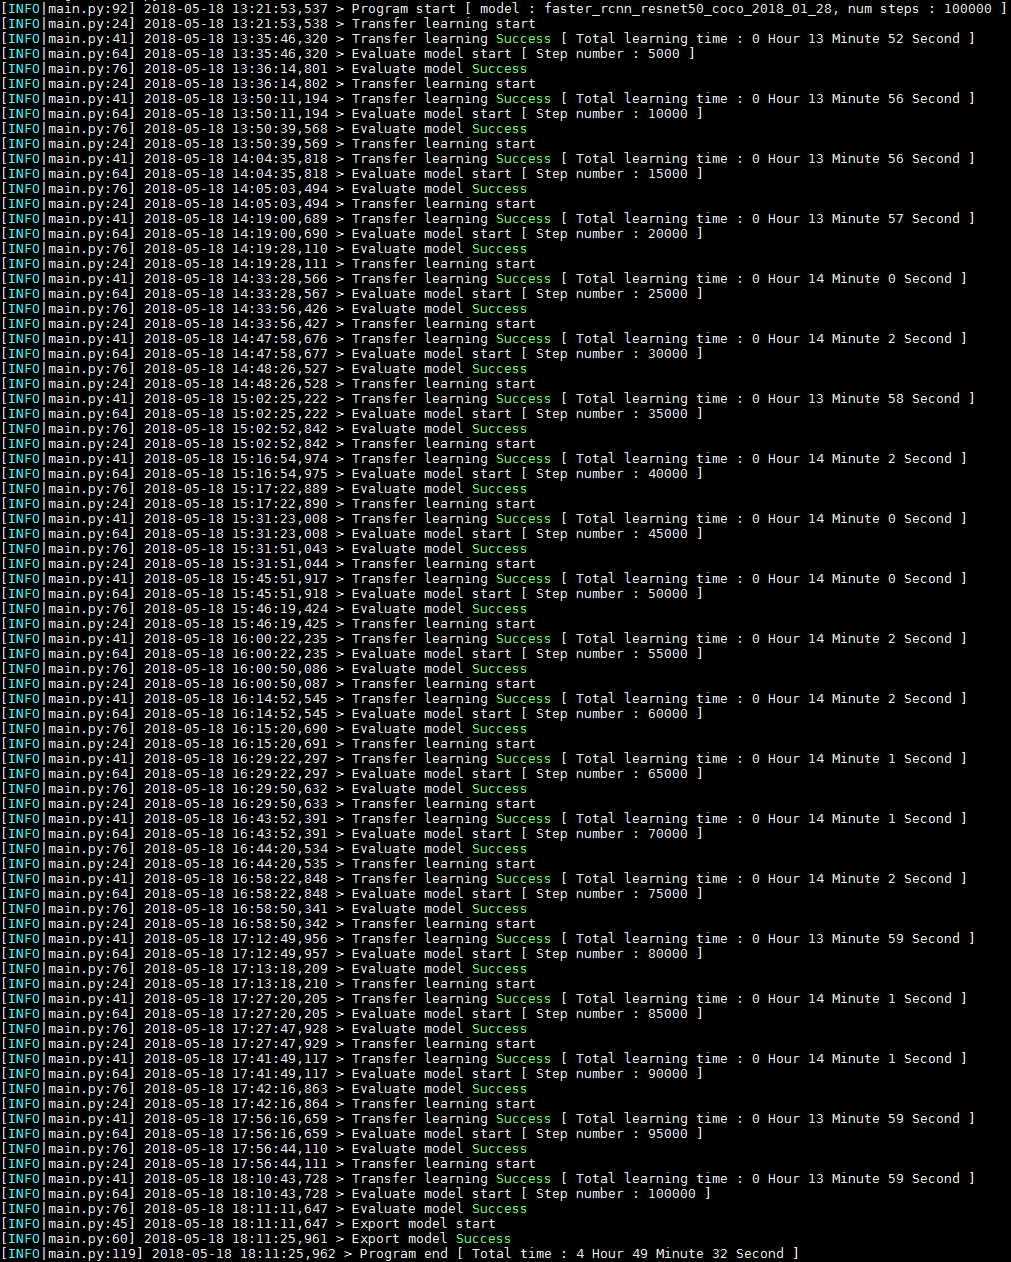 [INFO|main.py:92] 2018-05-18 13:21:53,537 > Program start [ model : faster_rcnn_resnet50_coco_2018_01_28, num steps : 100000 ]
[INFO|main.py:24] 2018-05-18 13:21:53,538 > Transfer learning start
[INFO|main.py:41] 2018-05-18 13:35:46,320 > Transfer learning Success [ Total learning time : 0 Hour 13 Minute 52 Second ]
[INFO|main.py:64] 2018-05-18 13:35:46,320 > Evaluate model start [ Step number : 5000 ]
[INFO|main.py:76] 2018-05-18 13:36:14,801 > Evaluate model Success
[INFO|main.py:24] 2018-05-18 13:36:14,802 > Transfer learning start
[INFO|main.py:41] 2018-05-18 13:50:11,194 > Transfer learning Success [ Total learning time : 0 Hour 13 Minute 56 Second ]
[INFO|main.py:64] 2018-05-18 13:50:11,194 > Evaluate model start [ Step number : 10000 ]
[INFO|main.py:76] 2018-05-18 13:50:39,568 > Evaluate model Success
[INFO|main.py:24] 2018-05-18 13:50:39,569 > Transfer learning start
[INFO|main.py:41] 2018-05-18 14:04:35,818 > Transfer learning Success [ Total learning time : 0 Hour 13 Minute 56 Second ]
[INFO|main.py:64] 2018-05-18 14:04:35,818 > Evaluate model start [ Step number : 15000 ]
[INFO|main.py:76] 2018-05-18 14:05:03,494 > Evaluate model Success
[INFO|main.py:24] 2018-05-18 14:05:03,494 > Transfer learning start
[INFO|main.py:41] 2018-05-18 14:19:00,689 > Transfer learning Success [ Total learning time : 0 Hour 13 Minute 57 Second ]
[INFO|main.py:64] 2018-05-18 14:19:00,690 > Evaluate model start [ Step number : 20000 ]
[INFO|main.py:76] 2018-05-18 14:19:28,110 > Evaluate model Success
[INFO|main.py:24] 2018-05-18 14:19:28,111 > Transfer learning start
[INFO|main.py:41] 2018-05-18 14:33:28,566 > Transfer learning Success [ Total learning time : 0 Hour 14 Minute 0 Second ]
[INFO|main.py:64] 2018-05-18 14:33:28,567 > Evaluate model start [ Step number : 25000 ]
[INFO|main.py:76] 2018-05-18 14:33:56,426 > Evaluate model Success
[INFO|main.py:24] 2018-05-18 14:33:56,427 > Transfer learning start
[INFO|main.py:41] 2018-05-18 14:47:58,676 > Transfer learning Success [ Total learning time : 0 Hour 14 Minute 2 Second ]
[INFO|main.py:64] 2018-05-18 14:47:58,677 > Evaluate model start [ Step number : 30000 ]
[INFO|main.py:76] 2018-05-18 14:48:26,527 > Evaluate model Success
[INFO|main.py:24] 2018-05-18 14:48:26,528 > Transfer learning start
[INFO|main.py:41] 2018-05-18 15:02:25,222 > Transfer learning Success [ Total learning time : 0 Hour 13 Minute 58 Second ]
[INFO|main.py:64] 2018-05-18 15:02:25,222 > Evaluate model start [ Step number : 35000 ]
[INFO|main.py:76] 2018-05-18 15:02:52,842 > Evaluate model Success
[INFO|main.py:24] 2018-05-18 15:02:52,842 > Transfer learning start
[INFO|main.py:41] 2018-05-18 15:16:54,974 > Transfer learning Success [ Total learning time : 0 Hour 14 Minute 2 Second ]
[INFO|main.py:64] 2018-05-18 15:16:54,975 > Evaluate model start [ Step number : 40000 ]
[INFO|main.py:76] 2018-05-18 15:17:22,889 > Evaluate model Success
[INFO|main.py:24] 2018-05-18 15:17:22,890 > Transfer learning start
[INFO|main.py:41] 2018-05-18 15:31:23,008 > Transfer learning Success [ Total learning time : 0 Hour 14 Minute 0 Second ]
[INFO|main.py:64] 2018-05-18 15:31:23,008 > Evaluate model start [ Step number : 45000 ]
[INFO|main.py:76] 2018-05-18 15:31:51,043 > Evaluate model Success
[INFO|main.py:24] 2018-05-18 15:31:51,044 > Transfer learning start
[INFO|main.py:41] 2018-05-18 15:45:51,917 > Transfer learning Success [ Total learning time : 0 Hour 14 Minute 0 Second ]
[INFO|main.py:64] 2018-05-18 15:45:51,918 > Evaluate model start [ Step number : 50000 ]
[INFO|main.py:76] 2018-05-18 15:46:19,424 > Evaluate model Success
[INFO|main.py:24] 2018-05-18 15:46:19,425 > Transfer learning start
[INFO|main.py:41] 2018-05-18 16:00:22,235 > Transfer learning Success [ Total learning time : 0 Hour 14 Minute 2 Second ]
[INFO|main.py:64] 2018-05-18 16:00:22,235 > Evaluate model start [ Step number : 55000 ]
[INFO|main.py:76] 2018-05-18 16:00:50,086 > Evaluate model Success
[INFO|main.py:24] 2018-05-18 16:00:50,087 > Transfer learning start
[INFO|main.py:41] 2018-05-18 16:14:52,545 > Transfer learning Success [ Total learning time : 0 Hour 14 Minute 2 Second ]
[INFO|main.py:64] 2018-05-18 16:14:52,545 > Evaluate model start [ Step number : 60000 ]
[INFO|main.py:76] 2018-05-18 16:15:20,690 > Evaluate model Success
[INFO|main.py:24] 2018-05-18 16:15:20,691 > Transfer learning start
[INFO|main.py:41] 2018-05-18 16:29:22,297 > Transfer learning Success [ Total learning time : 0 Hour 14 Minute 1 Second ]
[INFO|main.py:64] 2018-05-18 16:29:22,297 > Evaluate model start [ Step number : 65000 ]
[INFO|main.py:76] 2018-05-18 16:29:50,632 > Evaluate model Success
[INFO|main.py:24] 2018-05-18 16:29:50,633 > Transfer learning start
[INFO|main.py:41] 2018-05-18 16:43:52,391 > Transfer learning Success [ Total learning time : 0 Hour 14 Minute 1 Second ]
[INFO|main.py:64] 2018-05-18 16:43:52,391 > Evaluate model start [ Step number : 70000 ]
[INFO|main.py:76] 2018-05-18 16:44:20,534 > Evaluate model Success
[INFO|main.py:24] 2018-05-18 16:44:20,535 > Transfer learning start
[INFO|main.py:41] 2018-05-18 16:58:22,848 > Transfer learning Success [ Total learning time : 0 Hour 14 Minute 2 Second ]
[INFO|main.py:64] 2018-05-18 16:58:22,848 > Evaluate model start [ Step number : 75000 ]
[INFO|main.py:76] 2018-05-18 16:58:50,341 > Evaluate model Success
[INFO|main.py:24] 2018-05-18 16:58:50,342 > Transfer learning start
[INFO|main.py:41] 2018-05-18 17:12:49,956 > Transfer learning Success [ Total learning time : 0 Hour 13 Minute 59 Second ]
[INFO|main.py:64] 2018-05-18 17:12:49,957 > Evaluate model start [ Step number : 80000 ]
[INFO|main.py:76] 2018-05-18 17:13:18,209 > Evaluate model Success
[INFO|main.py:24] 2018-05-18 17:13:18,210 > Transfer learning start
[INFO|main.py:41] 2018-05-18 17:27:20,205 > Transfer learning Success [ Total learning time : 0 Hour 14 Minute 1 Second ]
[INFO|main.py:64] 2018-05-18 17:27:20,205 > Evaluate model start [ Step number : 85000 ]
[INFO|main.py:76] 2018-05-18 17:27:47,928 > Evaluate model Success
[INFO|main.py:24] 2018-05-18 17:27:47,929 > Transfer learning start
[INFO|main.py:41] 2018-05-18 17:41:49,117 > Transfer learning Success [ Total learning time : 0 Hour 14 Minute 1 Second ]
[INFO|main.py:64] 2018-05-18 17:41:49,117 > Evaluate model start [ Step number : 90000 ]
[INFO|main.py:76] 2018-05-18 17:42:16,863 > Evaluate model Success
[INFO|main.py:24] 2018-05-18 17:42:16,864 > Transfer learning start
[INFO|main.py:41] 2018-05-18 17:56:16,659 > Transfer learning Success [ Total learning time : 0 Hour 13 Minute 59 Second ]
[INFO|main.py:64] 2018-05-18 17:56:16,659 > Evaluate model start [ Step number : 95000 ]
[INFO|main.py:76] 2018-05-18 17:56:44,110 > Evaluate model Success
[INFO|main.py:24] 2018-05-18 17:56:44,111 > Transfer learning start
[INFO|main.py:41] 2018-05-18 18:10:43,728 > Transfer learning Success [ Total learning time : 0 Hour 13 Minute 59 Second ]
[INFO|main.py:64] 2018-05-18 18:10:43,728 > Evaluate model start [ Step number : 100000 ]
[INFO|main.py:76] 2018-05-18 18:11:11,647 > Evaluate model Success
[INFO|main.py:45] 2018-05-18 18:11:11,647 > Export model start
[INFO|main.py:60] 2018-05-18 18:11:25,961 > Export model Success
[INFO|main.py:119] 2018-05-18 18:11:25,962 > Program end [ Total time : 4 Hour 49 Minute 32 Second ]